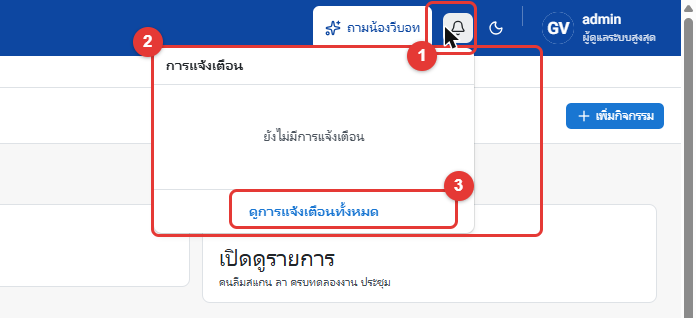 ถามน้องวีบอท
GV
admin
ผู้ดูแลระบบสูงสุด
1
2
การแจ้งเตือน
ยังไม่มีการแจ้งเตือน
+ เพิ่มกิจกรรม
3
ดูการแจ้งเตือนทั้งหมด
เปิดดูรายการ
คนลืมสแกน ลา ครบทดลองงาน ประชุม